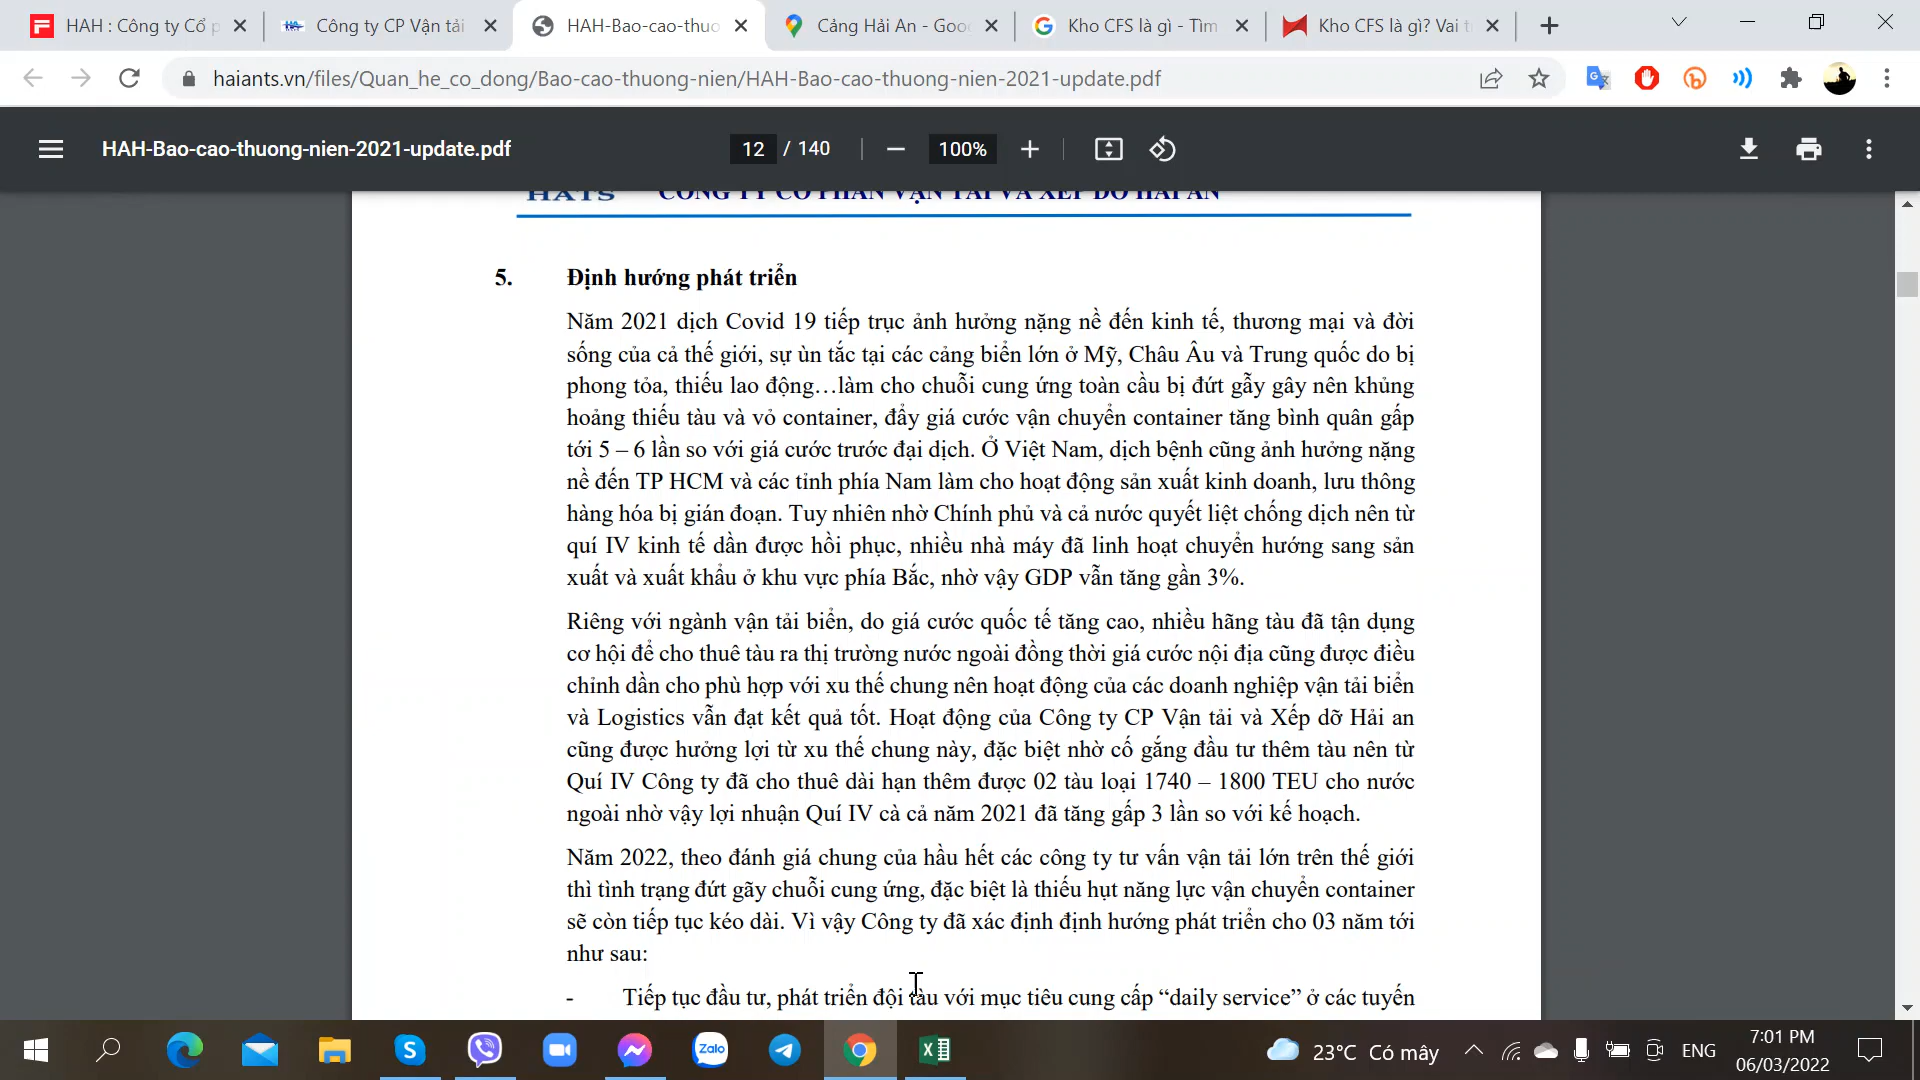 HAH : Công ty Cổ p
Công ty CP Vận tải
HAH-Bao-cao-thuo
Cảng Hải An - Goo
Kho CFS là gì - Tìm
Kho CFS là gì? Vai t
haiants.vn/files/Quan_he_co_dong/Bao-cao-thuong-nien/HAH-Bao-cao-thuong-nien-2021-update.pdf
HAH-Bao-cao-thuong-nien-2021-update.pdf
12 / 140
100%
HATS CÔNG TY CỔ PHẦN VẬN TẢI VÀ XẾP DỠ HẢI AN
5. Định hướng phát triển
Năm 2021 dịch Covid 19 tiếp trục ảnh hưởng nặng nề đến kinh tế, thương mại và đời
sống của cả thế giới, sự ùn tắc tại các cảng biển lớn ở Mỹ, Châu Âu và Trung quốc do bị
phong tỏa, thiếu lao động…làm cho chuỗi cung ứng toàn cầu bị đứt gẫy gây nên khủng
hoảng thiếu tàu và vỏ container, đẩy giá cước vận chuyển container tăng bình quân gấp
tới 5 – 6 lần so với giá cước trước đại dịch. Ở Việt Nam, dịch bệnh cũng ảnh hưởng nặng
nề đến TP HCM và các tỉnh phía Nam làm cho hoạt động sản xuất kinh doanh, lưu thông
hàng hóa bị gián đoạn. Tuy nhiên nhờ Chính phủ và cả nước quyết liệt chống dịch nên từ
quí IV kinh tế dần được hồi phục, nhiều nhà máy đã linh hoạt chuyển hướng sang sản
xuất và xuất khẩu ở khu vực phía Bắc, nhờ vậy GDP vẫn tăng gần 3%.
Riêng với ngành vận tải biển, do giá cước quốc tế tăng cao, nhiều hãng tàu đã tận dụng
cơ hội để cho thuê tàu ra thị trường nước ngoài đồng thời giá cước nội địa cũng được điều
chỉnh dần cho phù hợp với xu thế chung nên hoạt động của các doanh nghiệp vận tải biển
và Logistics vẫn đạt kết quả tốt. Hoạt động của Công ty CP Vận tải và Xếp dỡ Hải an
cũng được hưởng lợi từ xu thế chung này, đặc biệt nhờ cố gắng đầu tư thêm tàu nên từ
Quí IV Công ty đã cho thuê dài hạn thêm được 02 tàu loại 1740 – 1800 TEU cho nước
ngoài nhờ vậy lợi nhuận Quí IV cà cả năm 2021 đã tăng gấp 3 lần so với kế hoạch.
Năm 2022, theo đánh giá chung của hầu hết các công ty tư vấn vận tải lớn trên thế giới
thì tình trạng đứt gãy chuỗi cung ứng, đặc biệt là thiếu hụt năng lực vận chuyển container
sẽ còn tiếp tục kéo dài. Vì vậy Công ty đã xác định định hướng phát triển cho 03 năm tới
như sau:
- Tiếp tục đầu tư, phát triển đội tàu với mục tiêu cung cấp “daily service” ở các tuyến
Zalo
23°C Có mây
ENG
7:01 PM
06/03/2022